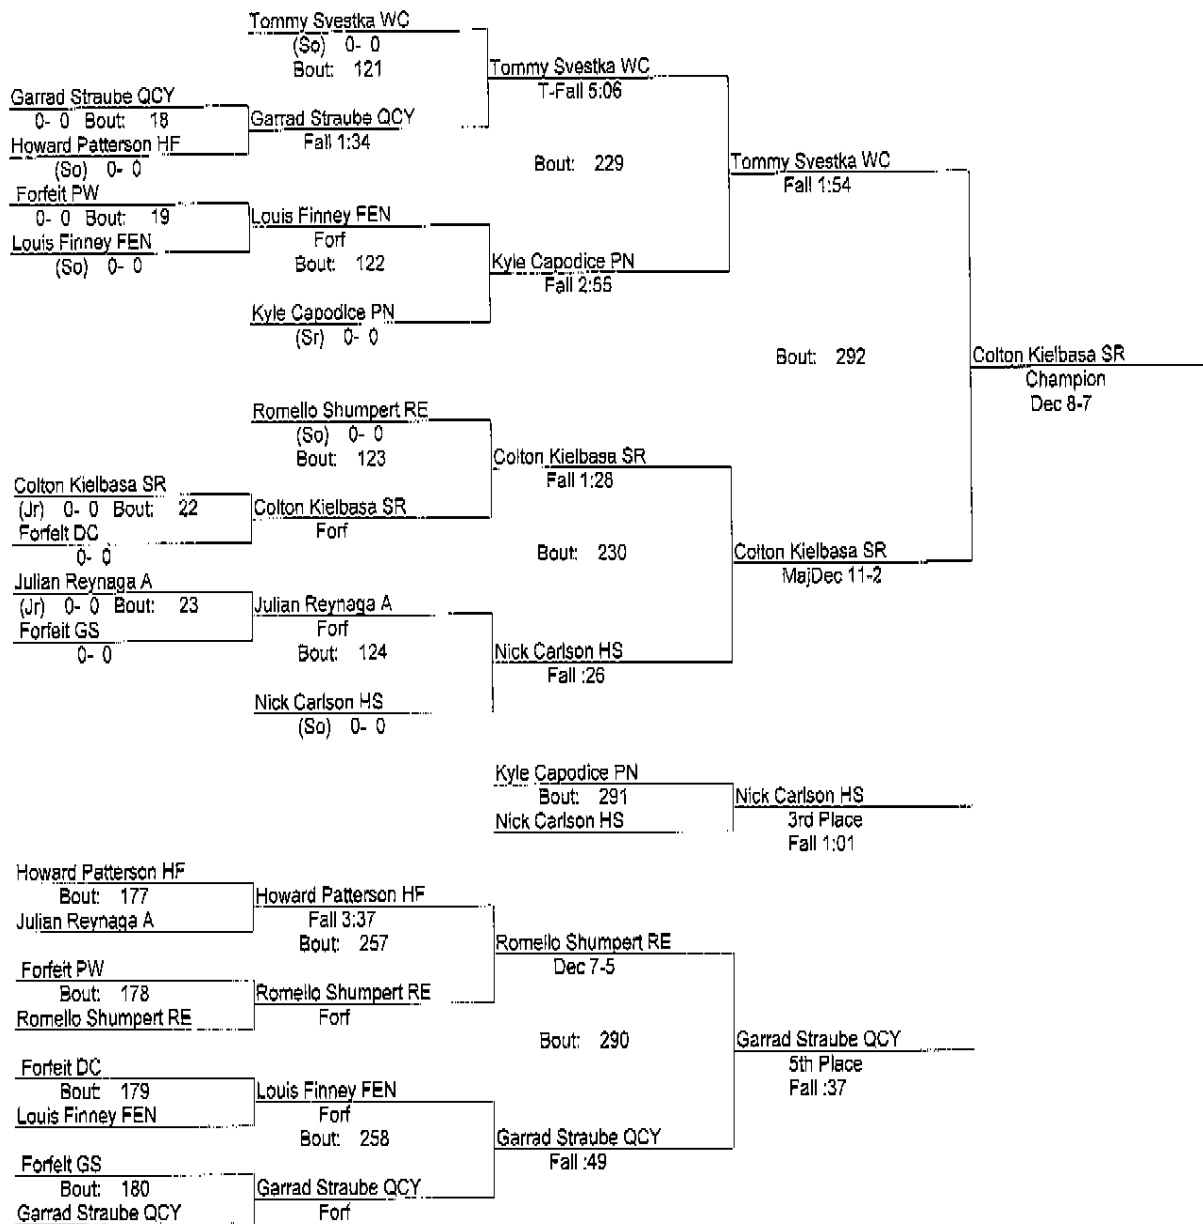 Tommy Svestka WC
(So) 0- 0
Bout: 121
Tommy Svestka WC
T-Fall 5:06
Garrad Straube QCY
0- 0 Bout: 18
Garrad Straube QCY
Fall 1:34
Howard Patterson HF
(So) 0- 0
Bout: 229
Tommy Svestka WC
Fall 1:54
Forfeit PW
0- 0 Bout: 19
Louis Finney FEN
Forf
Louis Finney FEN
(So) 0- 0
Bout: 122
Kyle Capodice PN
Fall 2:55
Kyle Capodice PN
(Sr) 0- 0
Bout: 292
Colton Kielbasa SR
Champion
Dec 8-7
Romello Shumpert RE
(So) 0- 0
Bout: 123
Colton Kielbasa SR
Fall 1:28
Colton Kielbasa SR
(Jr) 0- 0 Bout: 22
Colton Kielbasa SR
Forf
Forfeit DC
0- 0
Bout: 230
Colton Kielbasa SR
MajDec 11-2
Julian Reynaga A
(Jr) 0- 0 Bout: 23
Julian Reynaga A
Forf
Forfeit GS
0- 0
Bout: 124
Nick Carlson HS
Fall :26
Nick Carlson HS
(So) 0- 0
Kyle Capodice PN
Bout: 291
Nick Carlson HS
Nick Carlson HS
3rd Place
Fall 1:01
Howard Patterson HF
Bout: 177
Julian Reynaga A
Howard Patterson HF
Fall 3:37
Bout: 257
Romello Shumpert RE
Dec 7-5
Forfeit PW
Bout: 178
Romello Shumpert RE
Romello Shumpert RE
Forf
Bout: 290
Garrad Straube QCY
5th Place
Fall :37
Forfeit DC
Bout: 179
Louis Finney FEN
Louis Finney FEN
Forf
Bout: 258
Garrad Straube QCY
Fall :49
Forfeit GS
Bout: 180
Garrad Straube QCY
Garrad Straube QCY
Forf